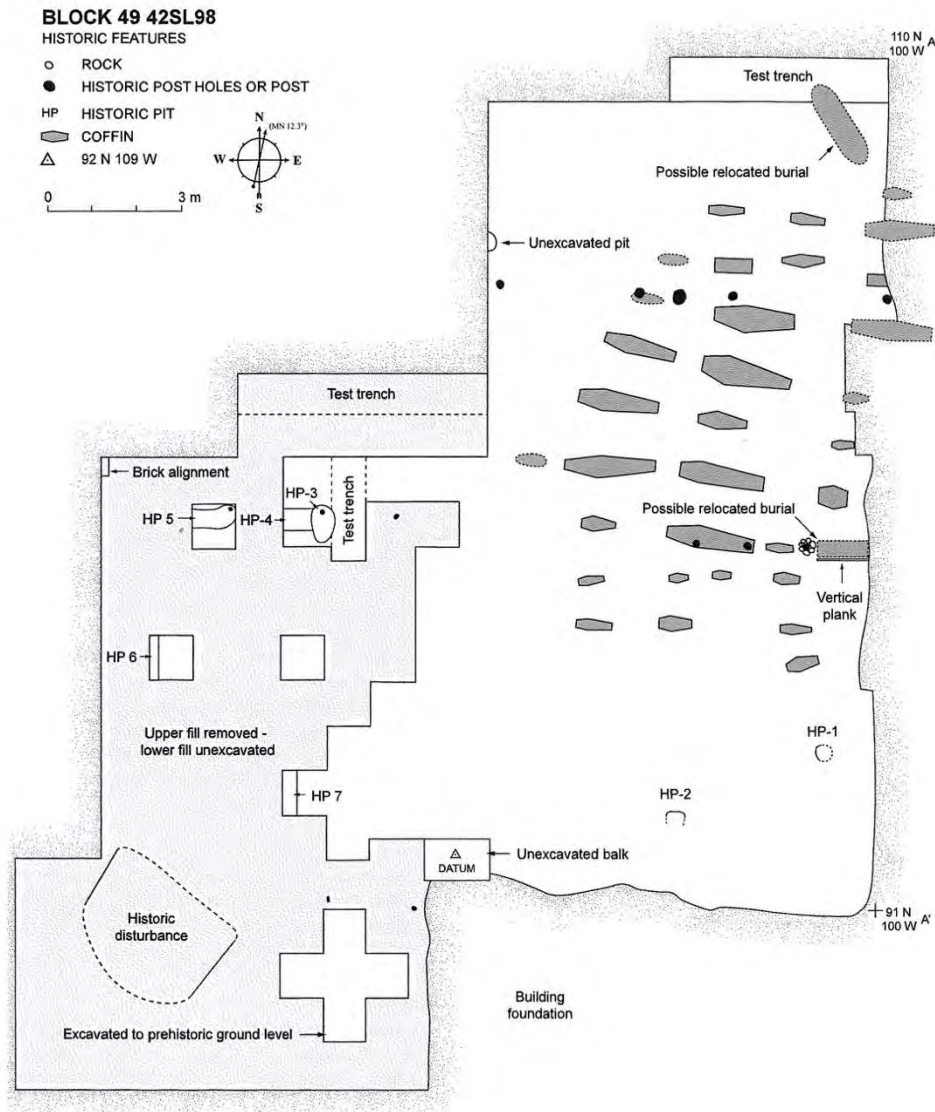 BLOCK 49 42SL98
HISTORIC FEATURES
ROCK
HISTORIC POST HOLES OR POST
HP HISTORIC PIT
COFFIN
92 N 109 W
N
(MN 12.3°)
W
E
S
0 3 m
110 N
100 W A
Test trench
Possible relocated burial
Unexcavated pit
Test trench
Brick alignment
HP-3
HP 5
HP-4
Test trench
Possible relocated burial
Vertical
plank
HP 6
Upper fill removed -
lower fill unexcavated
HP-1
HP 7
HP-2
Unexcavated balk
DATUM
91 N
100 W A'
Historic
disturbance
Building
foundation
Excavated to prehistoric ground level